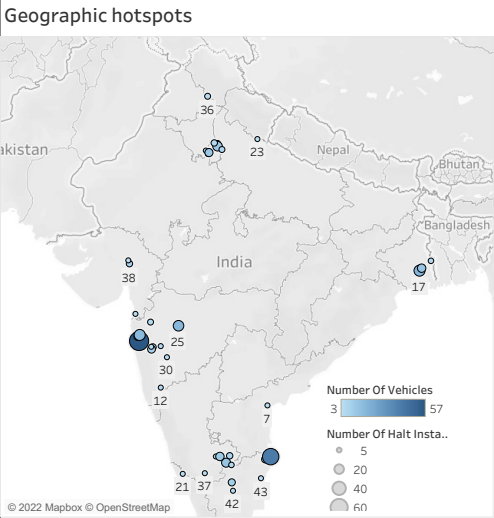 Geographic hotspots
36
akistan
23
Nepal
Bhutan
Bangladesh
India
38
17
25
30
12
Number Of Vehicles
3
57
7
Number Of Halt Insta..
5
20
40
60
21
37
42
43
© 2022 Mapbox © OpenStreetMap